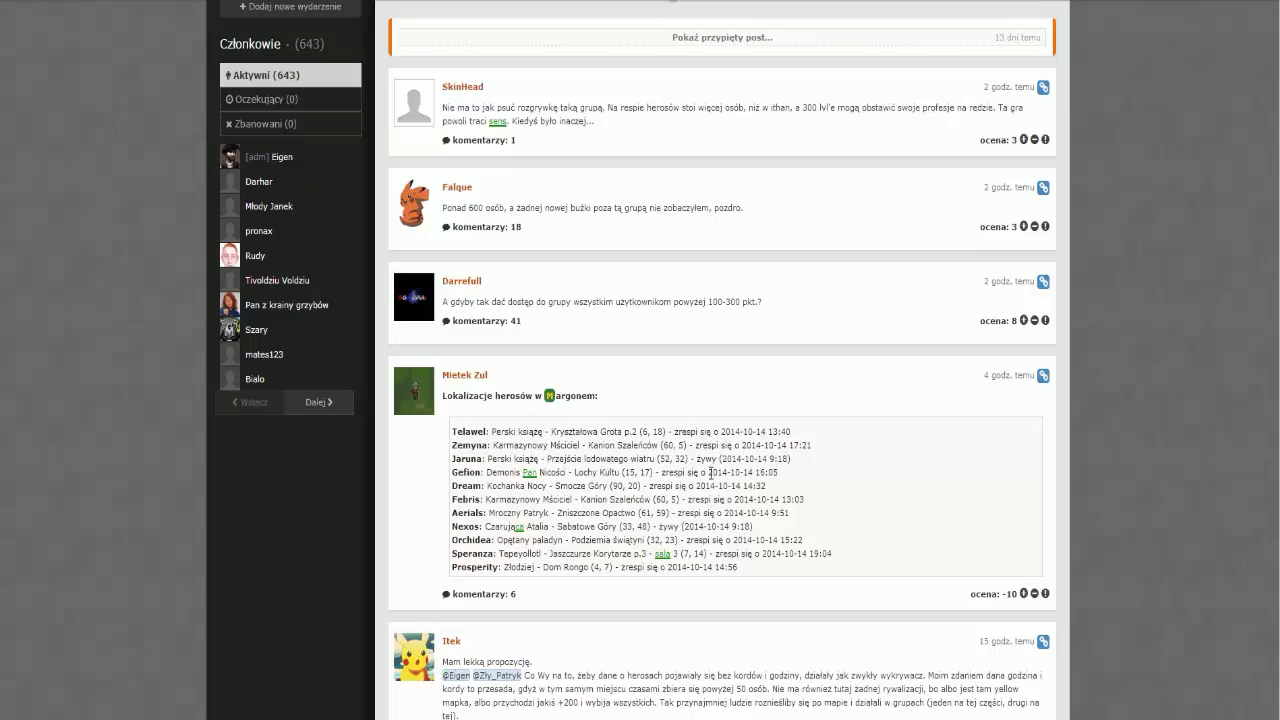 + Dodaj nowe wydarzenie
Członkowie · (643)
Aktywni (643)
Oczekujący (0)
Zbanowani (0)
[adm] Eigen
Darhar
Młody Janek
pronax
Rudy
Tivoldziu Voldziu
Pan z krainy grzybów
Szary
mates123
Bialo
Wstecz
Dalej
Pokaż przypięty post...
13 dni temu
SkinHead
2 godz. temu
Nie ma to jak psuć rozgrywkę taką grupą. Na respie herosów stoi więcej osób, niż w ithan, a 300 lvl'e mogą obstawić swoje profesje na redzie. Ta gra
powoli traci sens. Kiedyś było inaczej...
komentarzy: 1
ocena: 3
Falque
2 godz. temu
Ponad 600 osób, a żadnej nowej buźki poza tą grupą nie zobaczyłem, pozdro.
komentarzy: 18
ocena: 3
Darrefull
2 godz. temu
A gdyby tak dać dostęp do grupy wszystkim użytkownikom powyżej 100-300 pkt.?
komentarzy: 41
ocena: 8
Mietek Zul
4 godz. temu
Lokalizacje herosów w Margonem:
Telawel: Perski książę - Kryształowa Grota p.2 (6, 18) - zrespi się o 2014-10-14 13:40
Zemyna: Karmazynowy Mściciel - Kanion Szaleńców (60, 5) - zrespi się o 2014-10-14 17:21
Jaruna: Perski książę - Przejście lodowatego wiatru (52, 32) - żywy (2014-10-14 9:18)
Gefion: Demonis Pan Nicości - Lochy Kultu (15, 17) - zrespi się o 2014-10-14 16:05
Dream: Kochanka Nocy - Smocze Góry (90, 20) - zrespi się o 2014-10-14 14:32
Febris: Karmazynowy Mściciel - Kanion Szaleńców (60, 5) - zrespi się o 2014-10-14 13:03
Aerials: Mroczny Patryk - Zniszczone Opactwo (61, 59) - zrespi się o 2014-10-14 9:51
Nexos: Czarująca Atalia - Sabatowe Góry (33, 48) - żywy (2014-10-14 9:18)
Orchidea: Opętany paladyn - Podziemia świątyni (32, 23) - zrespi się o 2014-10-14 15:22
Speranza: Tepeyollotl - Jaszczurze Korytarze p.3 - sala 3 (7, 14) - zrespi się o 2014-10-14 19:04
Prosperity: Złodziej - Dom Rongo (4, 7) - zrespi się o 2014-10-14 14:56
komentarzy: 6
ocena: -10
Itek
15 godz. temu
Mam lekką propozycję.
@Eigen @Zły_Patryk Co Wy na to, żeby dane o herosach pojawiały się bez kordów i godziny, działały jak zwykły wykrywacz. Moim zdaniem dana godzina i
kordy to przesada, gdyż w tym samym miejscu czasami zbiera się powyżej 50 osób. Nie ma również tutaj żadnej rywalizacji, bo albo jest tam yellow
mapka, albo przychodzi jakiś +200 i wybija wszystkich. Tak przynajmniej ludzie roznieśliby się po mapie i działali w grupach (jeden na tej części, drugi na
tej).